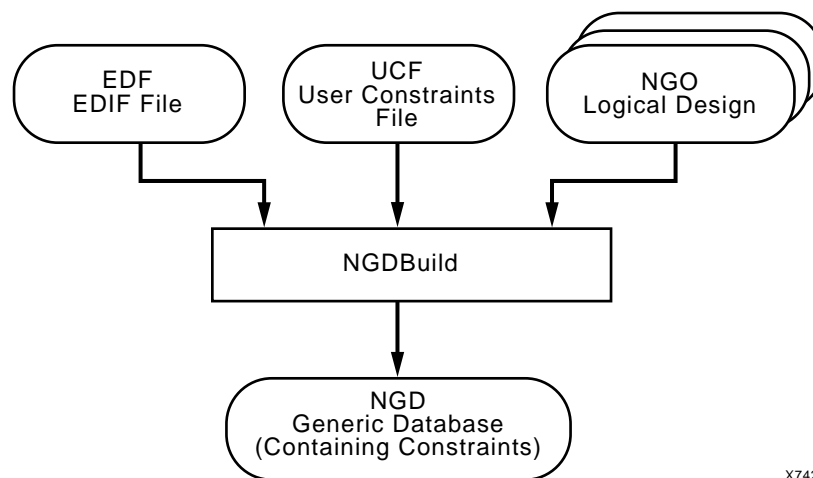 EDF
EDIF File
UCF
User Constraints
File
NGO
Logical Design
NGDBuild
NGD
Generic Database
(Containing Constraints)